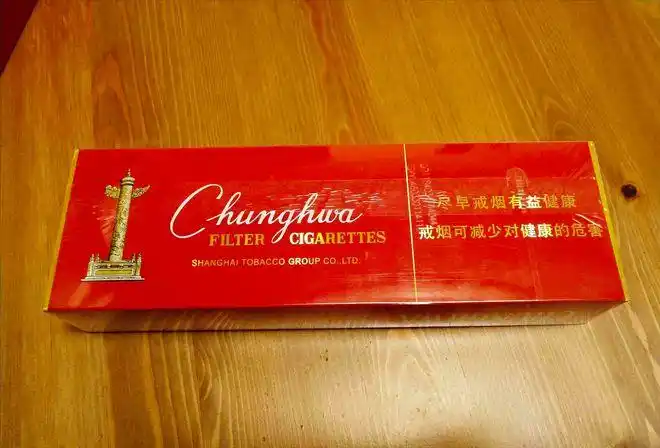 Chunghwa
FILTER CIGARETTES
SHANGHAI TOBACCO GROUP CO.,LTD.
尽早戒烟有益健康
戒烟可减少对健康的危害